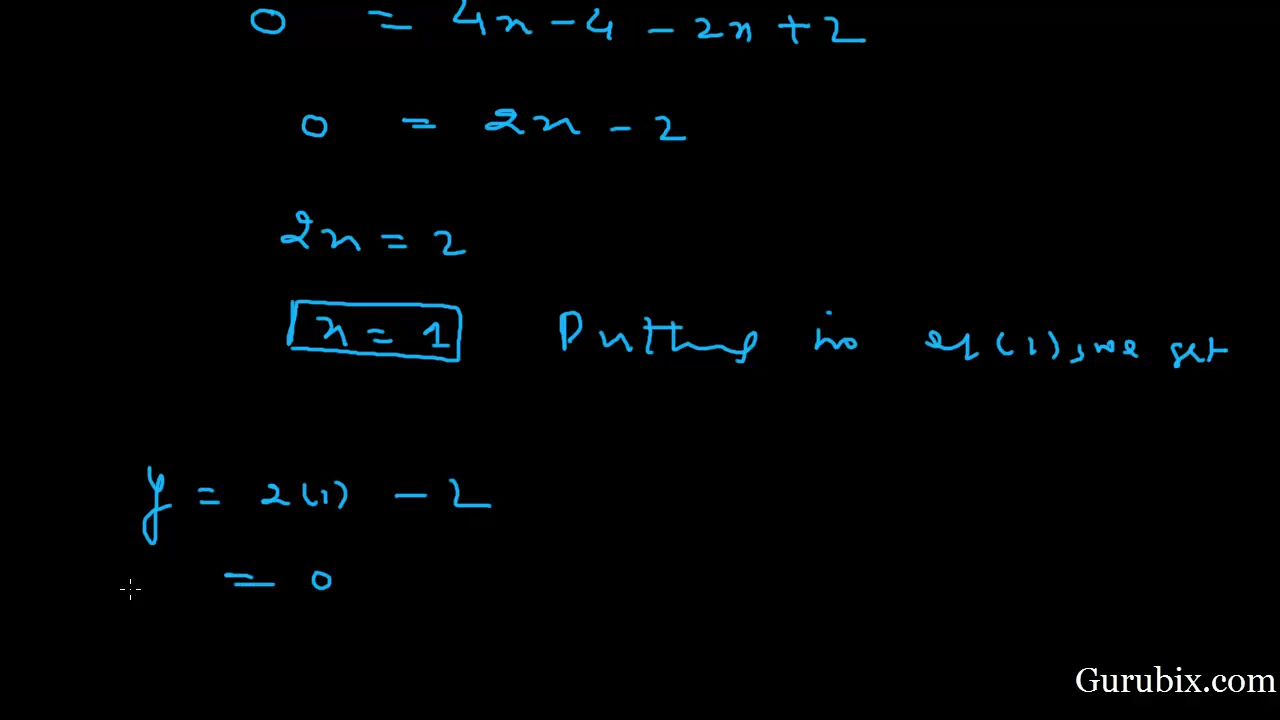 0 = 4x - 4 - 2x + 2
0 = 2x - 2
2x = 2
x = 1 Putting in eq (1), we get
y = 2(1) - 2
= 0
Gurubix.com